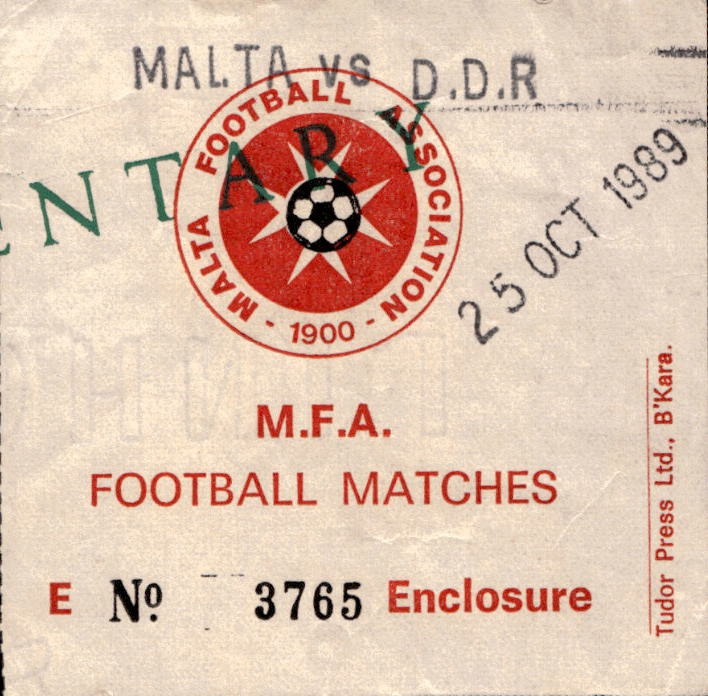 MALTA vs D.D.R
ENTARY
MALTA FOOTBALL ASSOCIATION
- 1900 -
25 OCT 1989
M.F.A.
FOOTBALL MATCHES
E Nº 3765 Enclosure
Tudor Press Ltd., B'Kara.